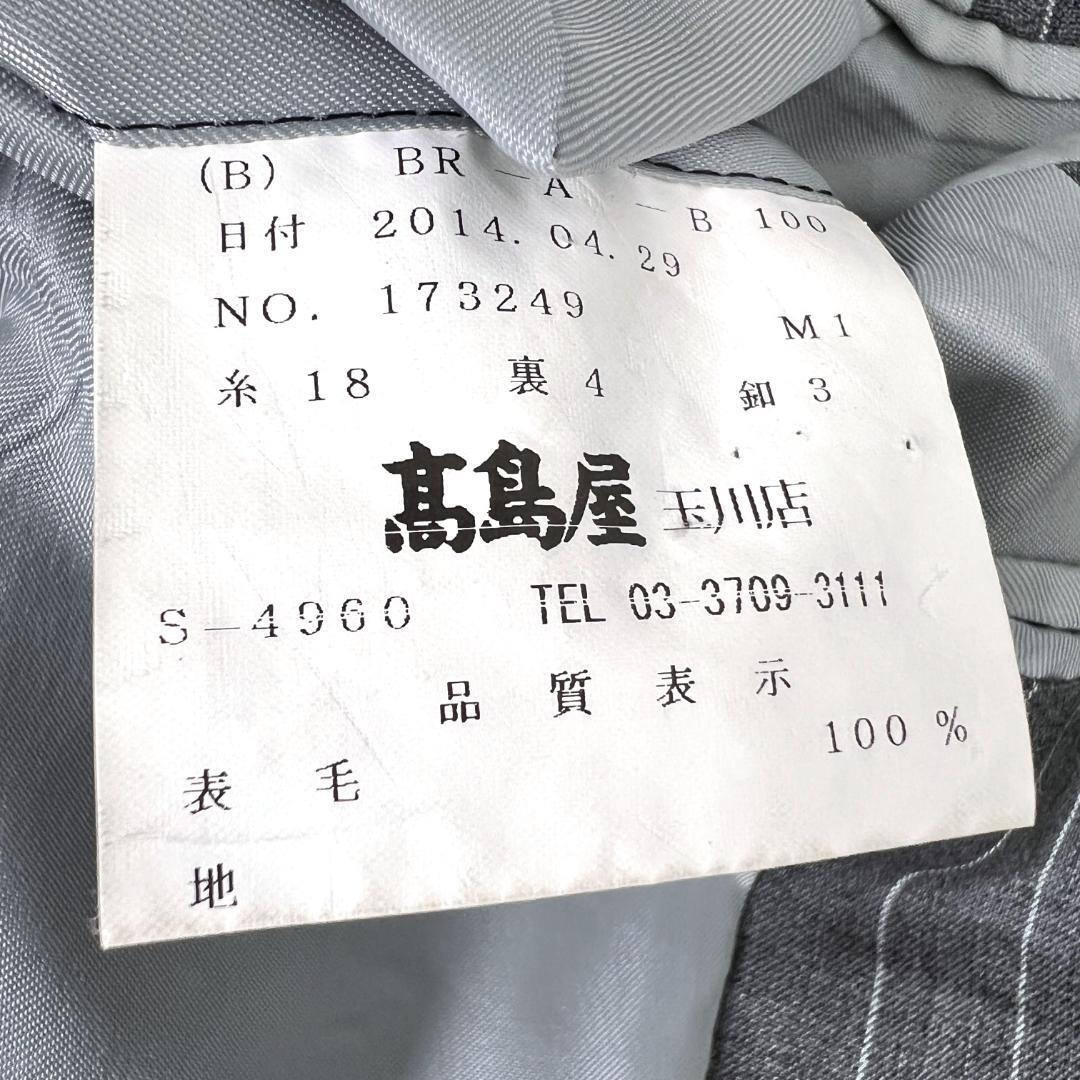 (B) BR－A －B 100
日付 2014. 04. 29
NO. 173249 M1
糸 18 裏 4 釦 3
髙島屋 玉川店
S－4960 TEL 03-3709-3111
品質表示
表 毛 100 %
地